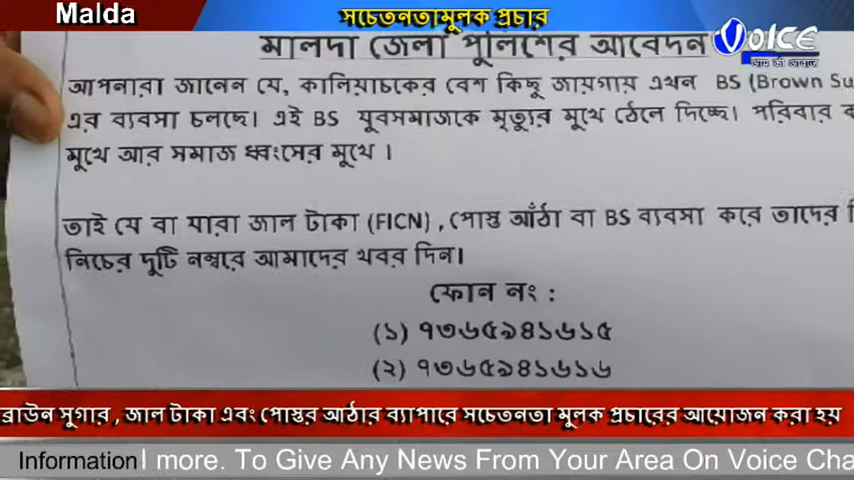 Malda
সচেতনতামুলক প্রচার
VOICE
আম কী আবাজ
মালদা জেলা পুলিশের আবেদন
আপনারা জানেন যে, কালিয়াচকের বেশ কিছু জায়গায় এখন BS (Brown Su
এর ব্যবসা চলছে। এই BS যুবসমাজকে মৃত্যুর মুখে ঠেলে দিচ্ছে। পরিবার
মুখে আর সমাজ ধ্বংসের মুখে ।
তাই যে বা যারা জাল টাকা (FICN) , পোস্ত আঁঠা বা BS ব্যবসা করে তাদের
নিচের দুটি নম্বরে আমাদের খবর দিন।
ফোন নং :
(১) ৭৩৬৫৯৪১৬১৫
(২) ৭৩৬৫৯৪১৬১৬
ব্রাউন সুগার , জাল টাকা এবং পোস্তর আঠার ব্যাপারে সচেতনতা মুলক প্রচারের আয়োজন করা হয়
Information l more. To Give Any News From Your Area On Voice Cha